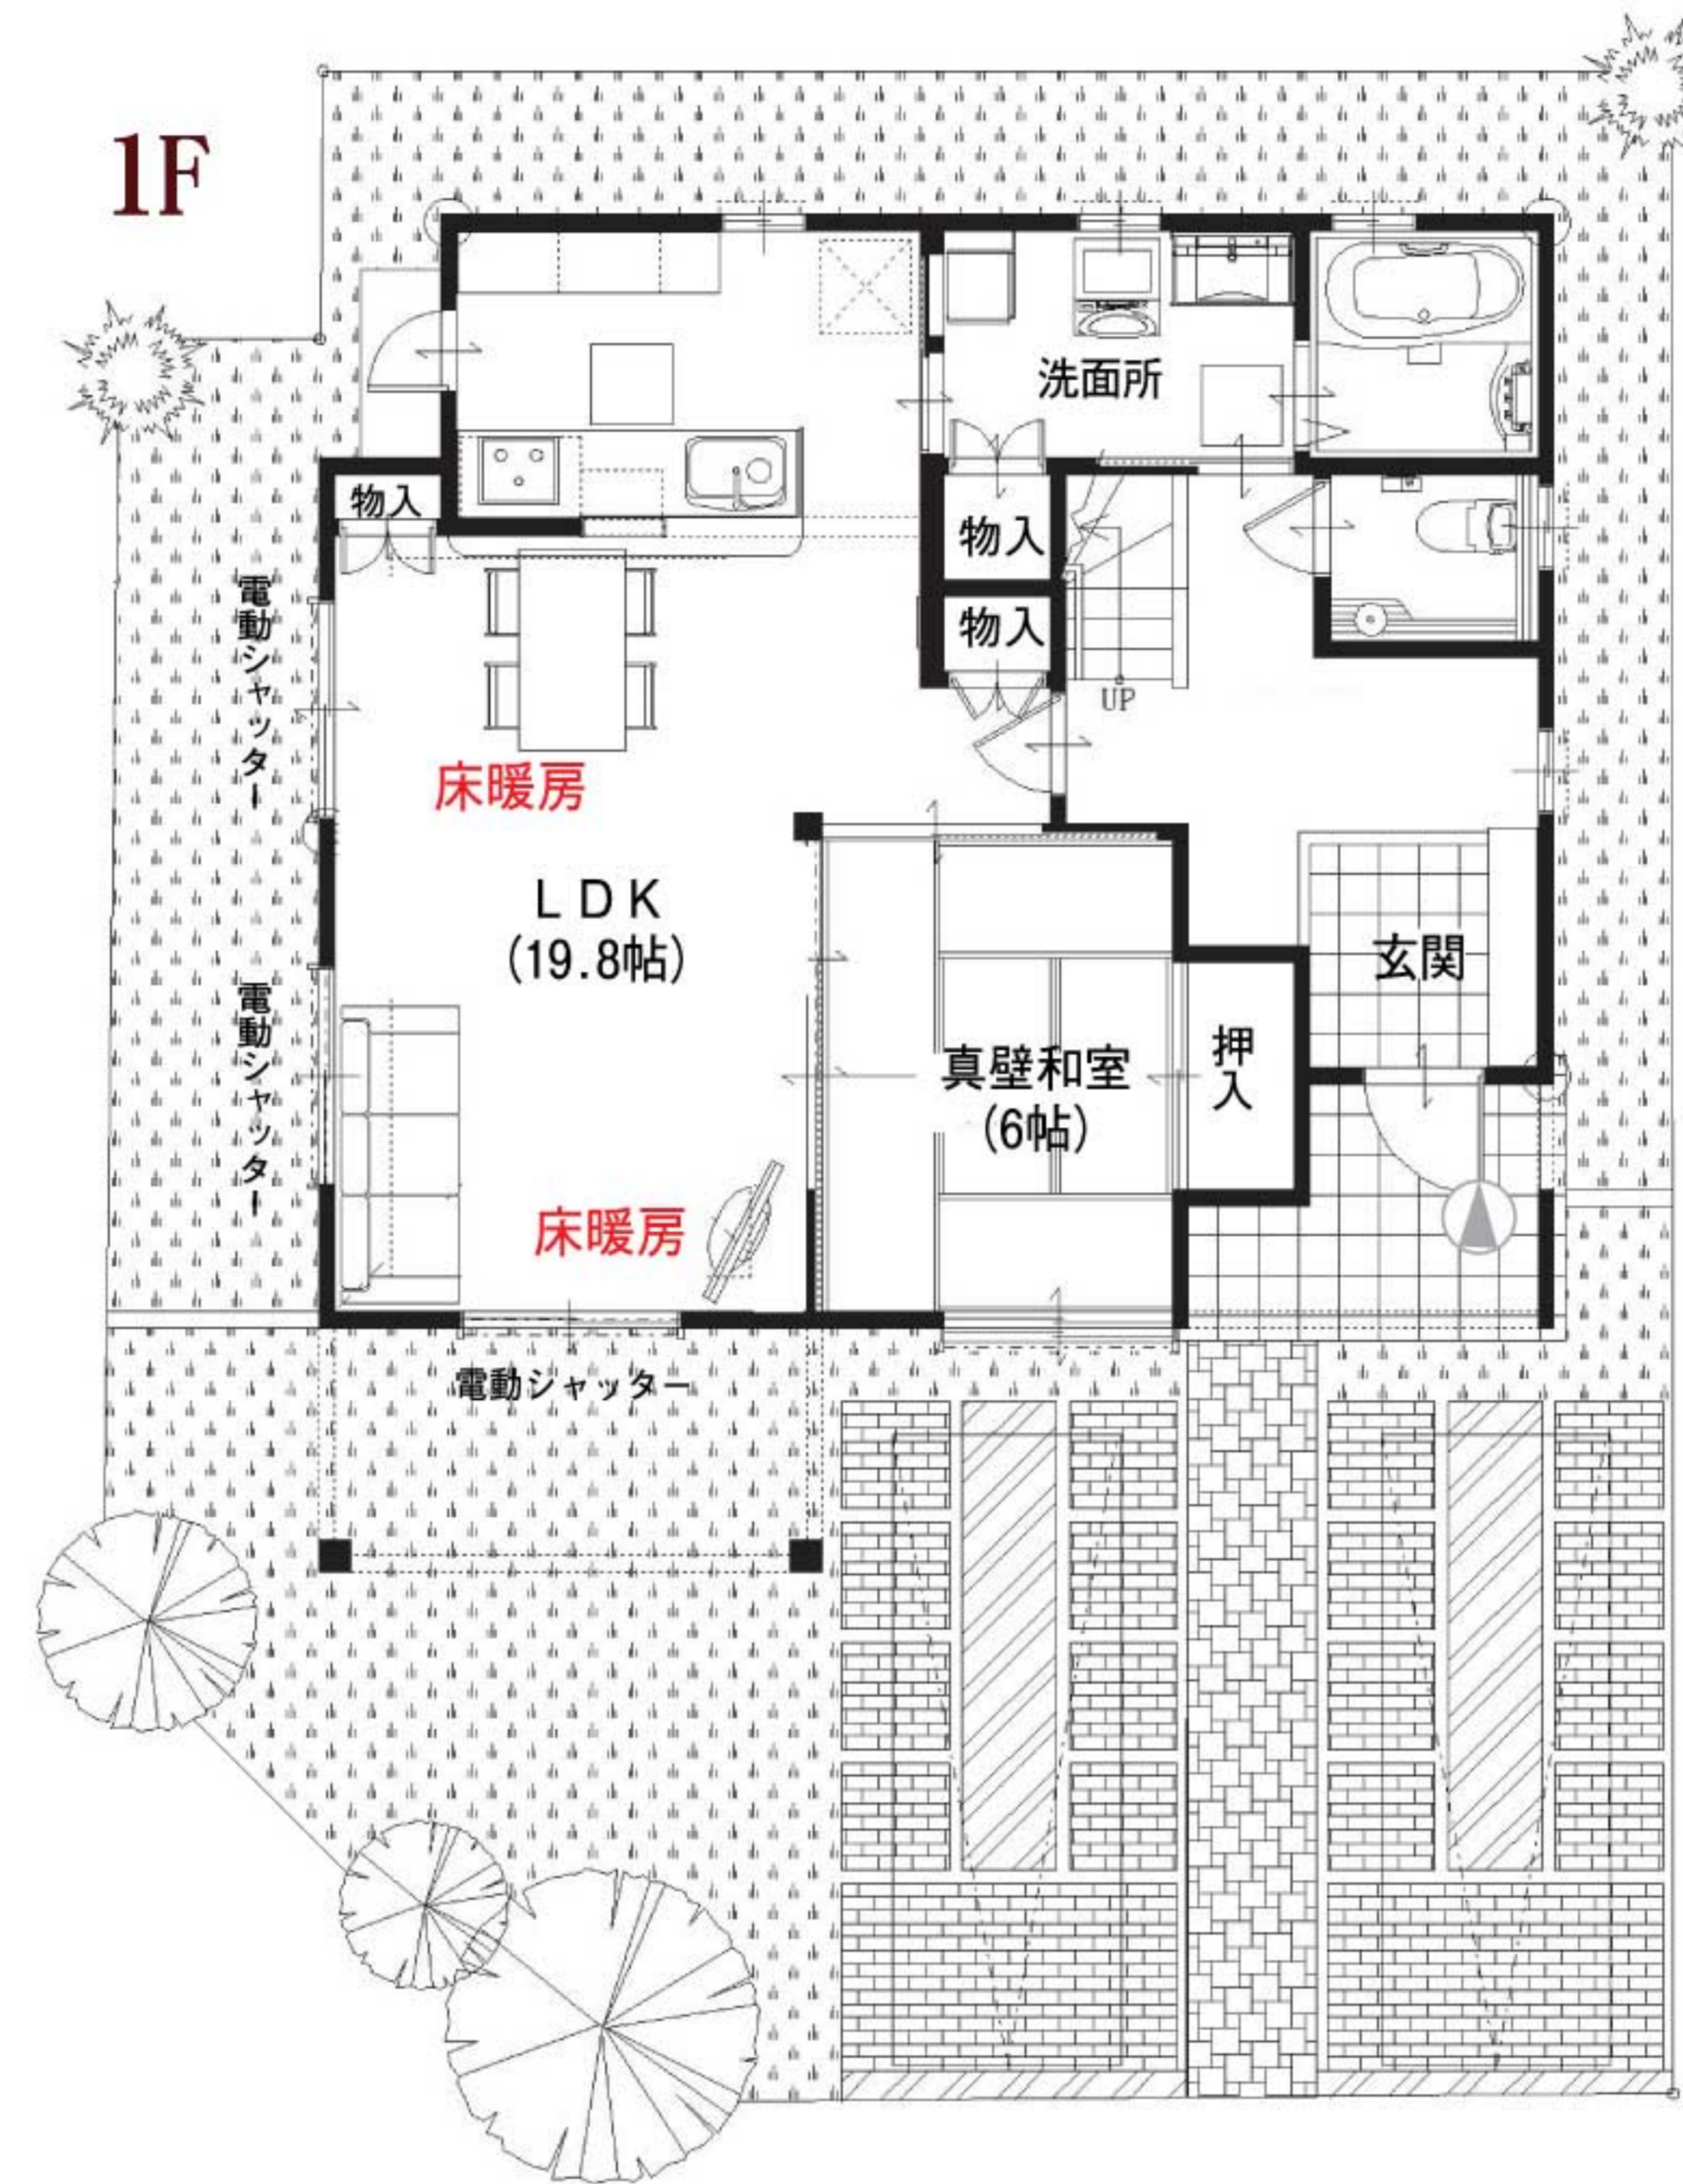 1F
洗面所
物入
物入
物入
UP
電動シャッター
床暖房
LDK
(19.8帖)
玄関
電動シャッター
真壁和室
(6帖)
押入
床暖房
電動シャッター